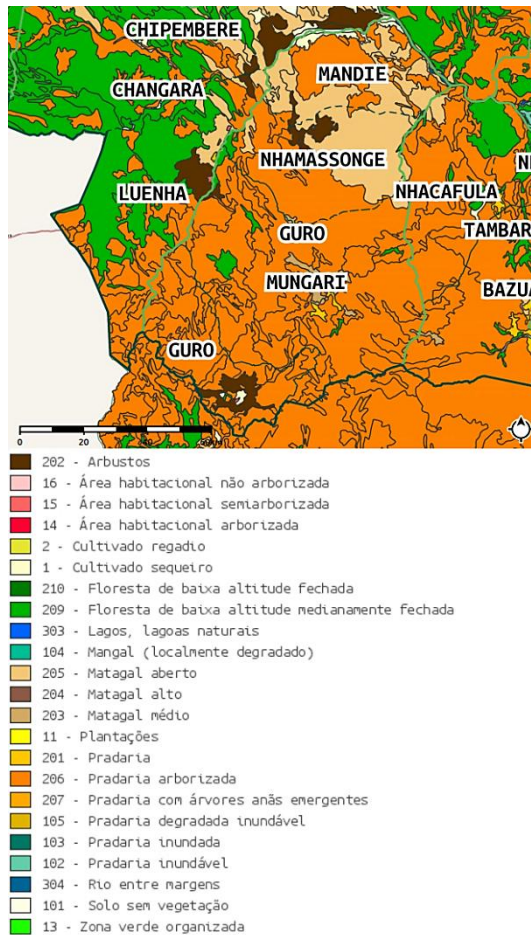 CHIPEMBERE
MANDIE
CHANGARA
NHAMASSONGE
LUENHA
NHACAFULA
TAMBAR
GURO
MUNGARI
BAZUA
GURO
0 20
202 - Arbustos
16 - Área habitacional não arborizada
15 - Área habitacional semiarborizada
14 - Área habitacional arborizada
2 - Cultivado regadio
1 - Cultivado sequeiro
210 - Floresta de baixa altitude fechada
209 - Floresta de baixa altitude medianamente fechada
303 - Lagos, lagoas naturais
104 - Mangal (localmente degradado)
205 - Matagal aberto
204 - Matagal alto
203 - Matagal médio
11 - Plantações
201 - Pradaria
206 - Pradaria arborizada
207 - Pradaria com árvores anãs emergentes
105 - Pradaria degradada inundável
103 - Pradaria inundada
102 - Pradaria inundável
304 - Rio entre margens
101 - Solo sem vegetação
13 - Zona verde organizada